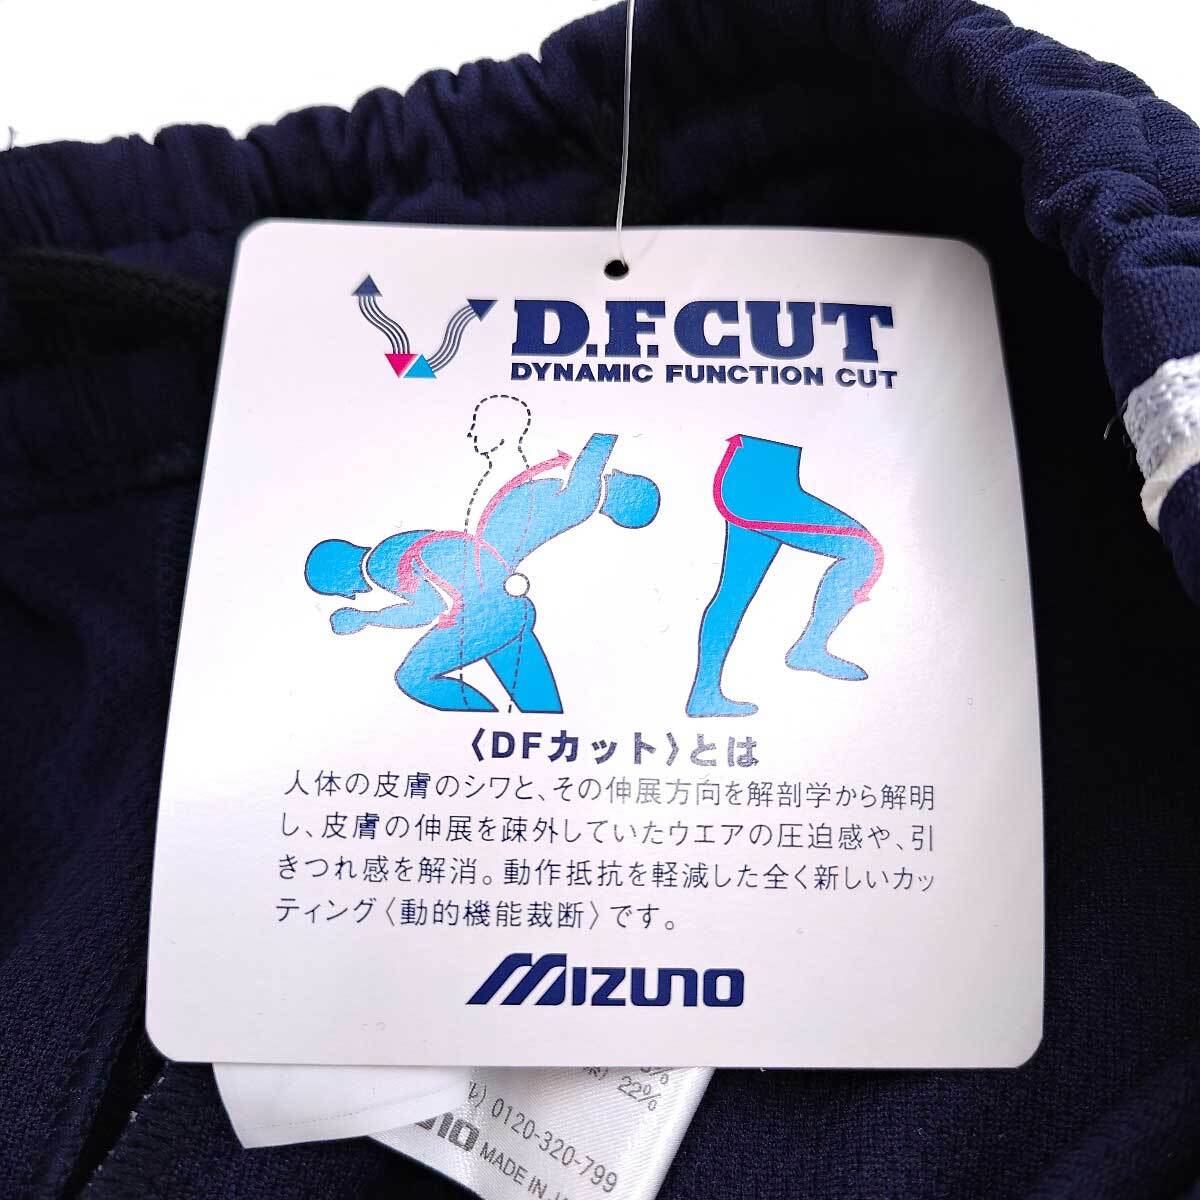 D.F.CUT
DYNAMIC FUNCTION CUT
〈DFカット〉とは
人体の皮膚のシワと、その伸展方向を解剖学から解明
し、皮膚の伸展を疎外していたウエアの圧迫感や、引
きつれ感を解消。動作抵抗を軽減した全く新しいカッ
ティング〈動的機能裁断〉です。
MIZUNO
22%
ル) 0120-320-799
MADE IN